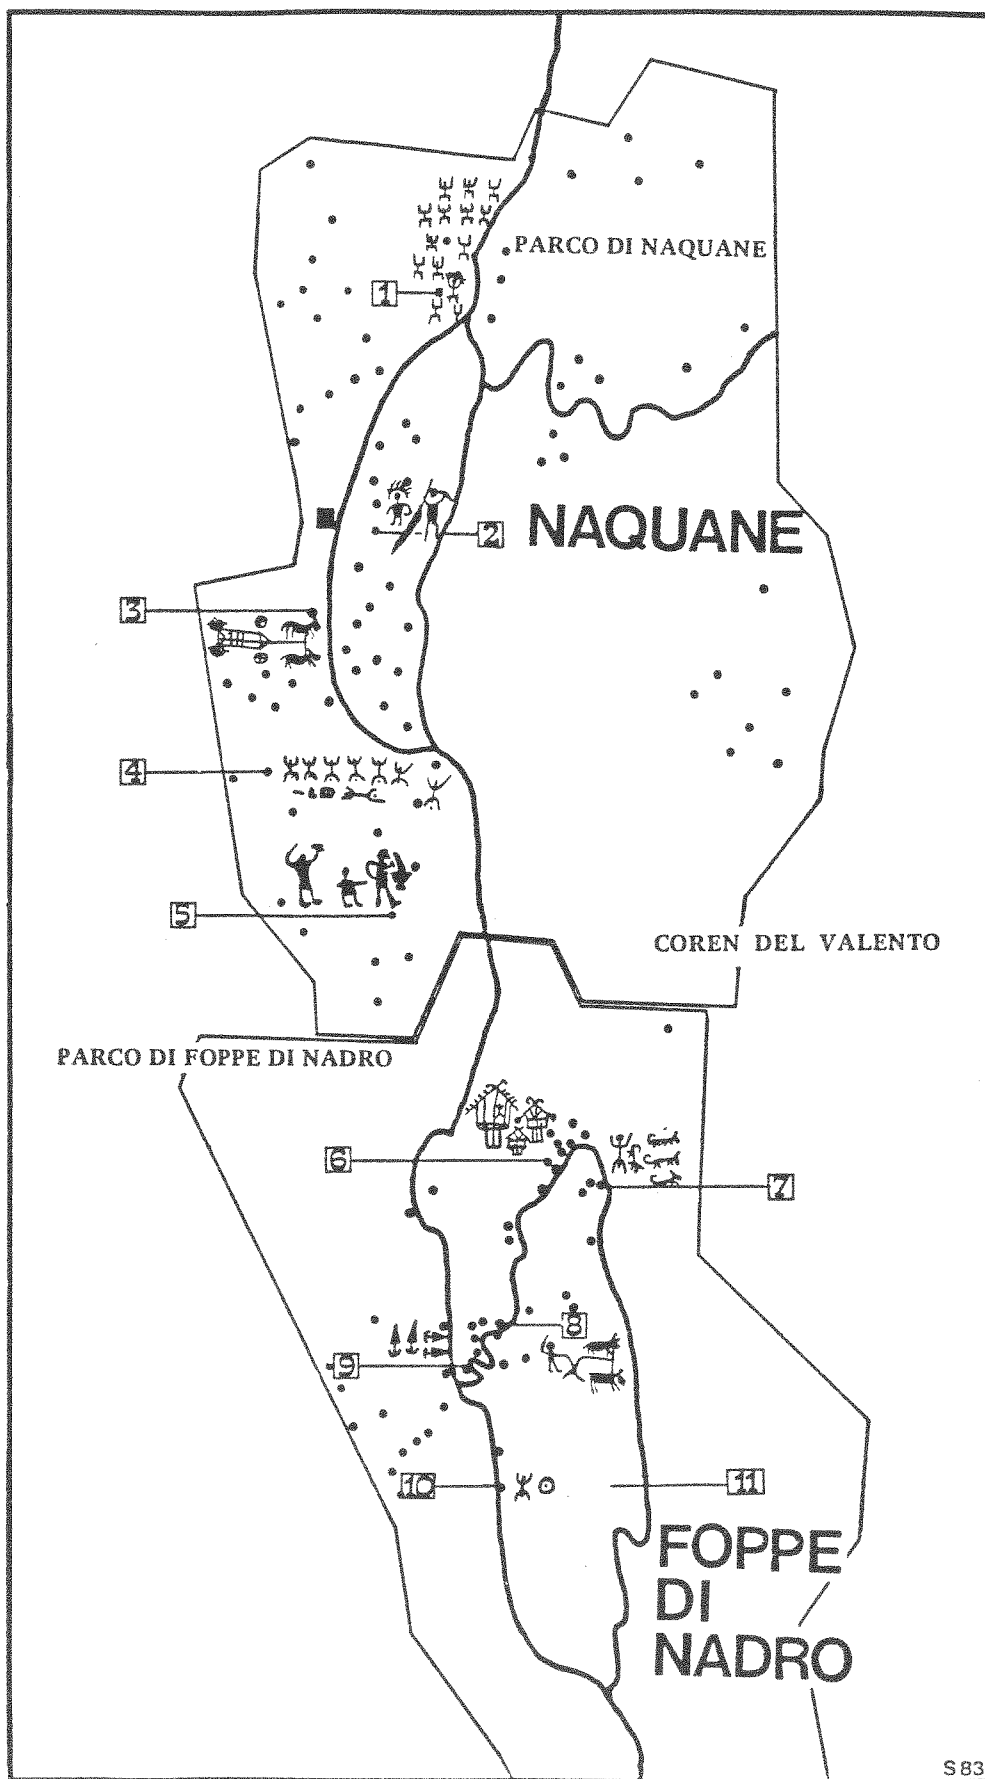 PARCO DI NAQUANE
1
2
NAQUANE
3
4
5
COREN DEL VALENTO
PARCO DI FOPPE DI NADRO
6
7
8
9
10
11
FOPPE
DI
NADRO
S 83